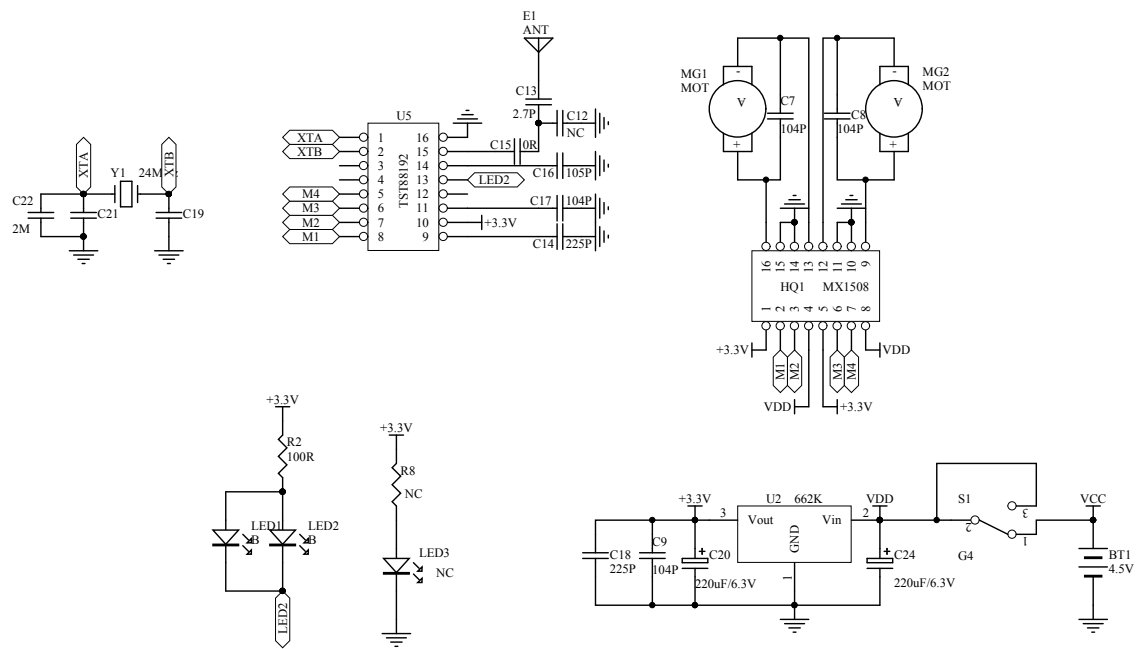 E1
ANT
C13
2.7P
C12
NC
C15
0R
C16
105P
C17
104P
C14
225P
U5
TST88192
XTA
XTB
M4
M3
M2
M1
1
2
3
4
5
6
7
8
16
15
14
13
12
11
10
9
LED2
+3.3V
XTA
Y1
24M
XTB
C22
2M
C21
C19
MG1
MOT
-
V
+
C7
104P
MG2
MOT
-
V
+
C8
104P
16
15
14
13
12
11
10
9
HQ1
MX1508
1
2
3
4
5
6
7
8
+3.3V
M1
M2
M3
M4
VDD
VDD
+3.3V
+3.3V
R2
100R
LED1
B
LED2
B
LED2
+3.3V
R8
NC
LED3
NC
+3.3V
U2
662K
VDD
3
Vout
Vin
2
GND
1
C18
225P
C9
104P
+
C20
220uF/6.3V
+
C24
220uF/6.3V
S1
3
2
1
G4
VCC
BT1
4.5V